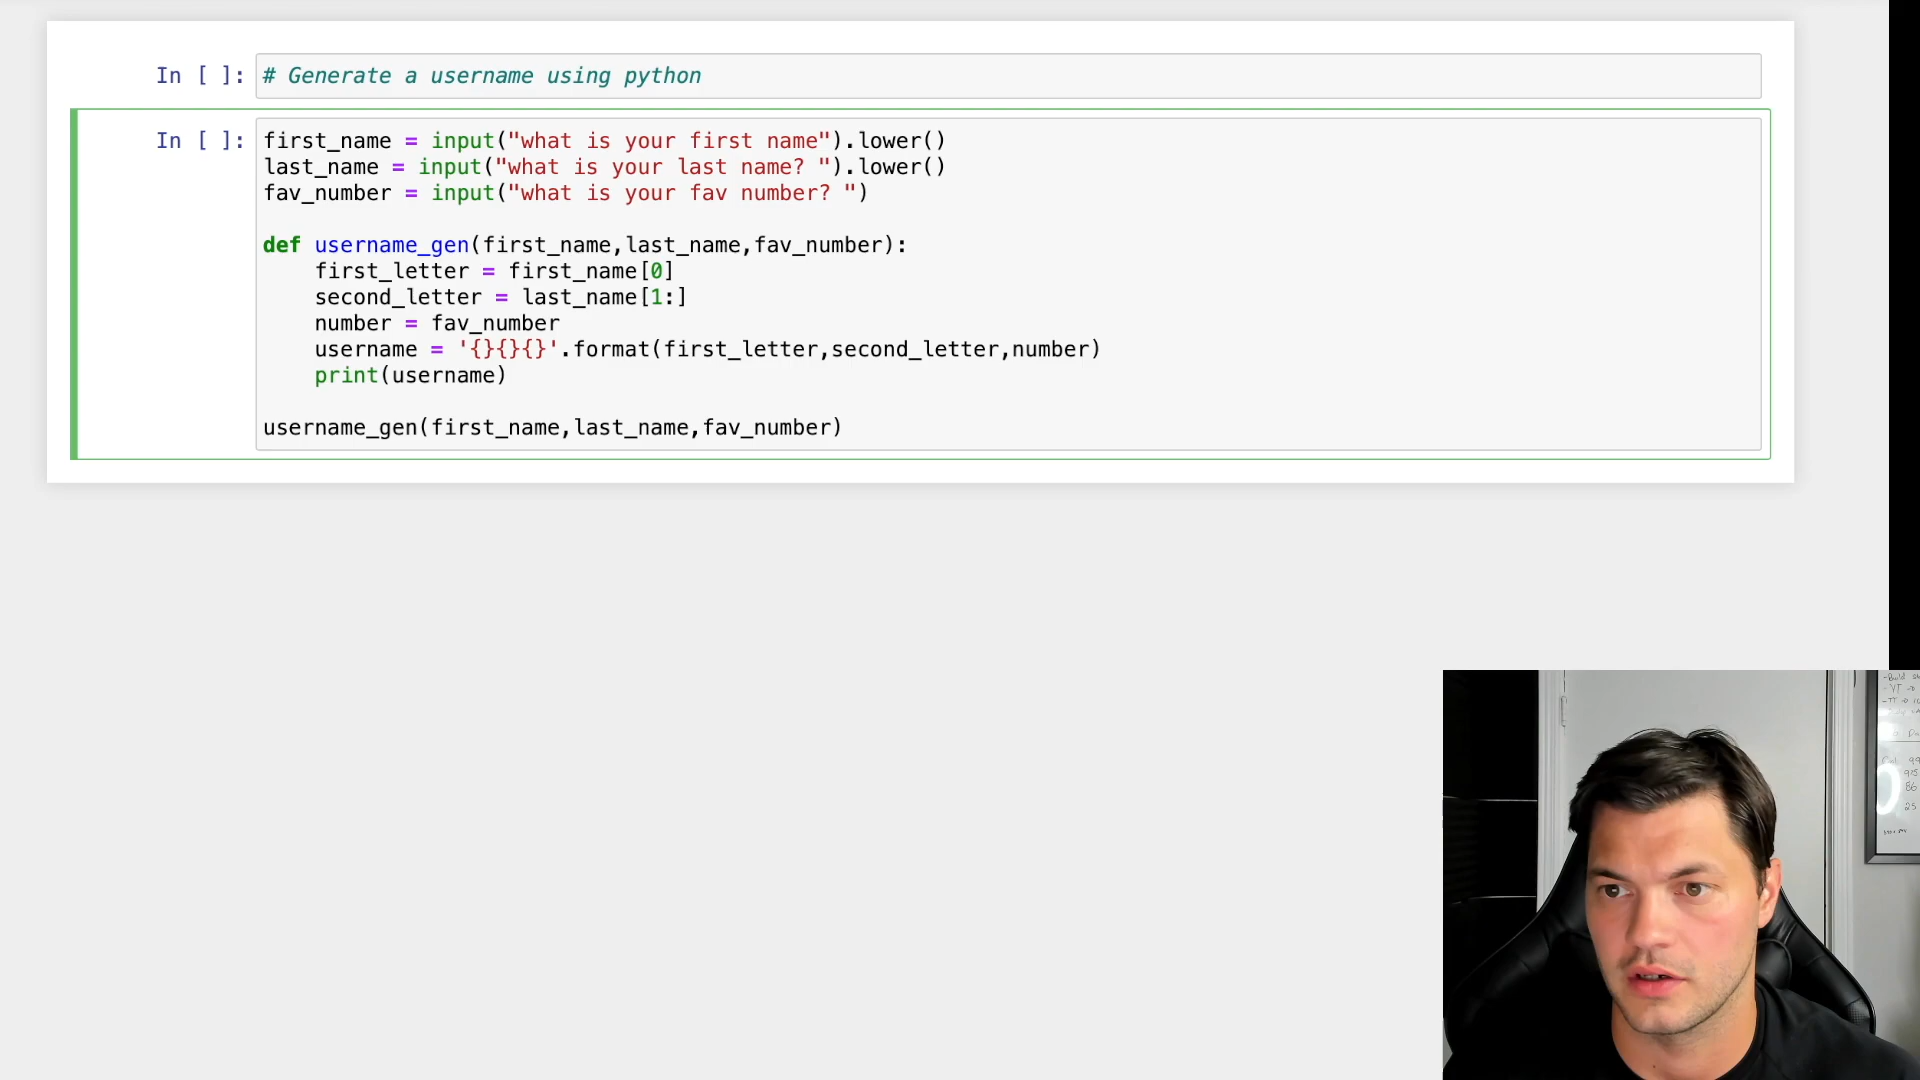 In [ ]: # Generate a username using python
In [ ]: first_name = input("what is your first name").lower()
last_name = input("what is your last name? ").lower()
fav_number = input("what is your fav number? ")
def username_gen(first_name,last_name,fav_number):
first_letter = first_name[0]
second_letter = last_name[1:]
number = fav_number
username = '{}{}{}'.format(first_letter,second_letter,number)
print(username)
username_gen(first_name,last_name,fav_number)